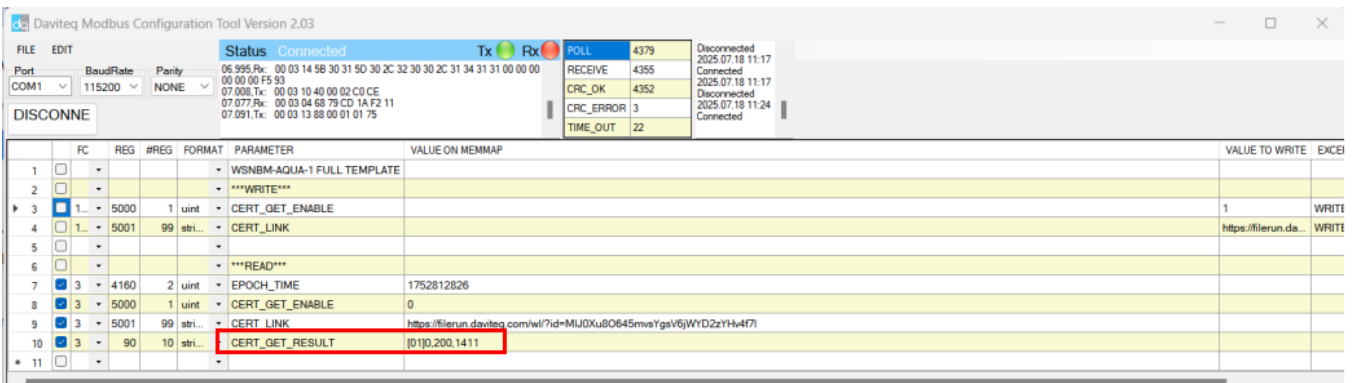 dq Daviteq Modbus Configuration Tool Version 2.03
FILE EDIT
Port BaudRate Parity
COM1 115200 NONE
DISCONNE
Status Connected Tx Rx
06.995,Rx: 00 03 14 5B 30 31 5D 30 2C 32 30 30 2C 31 34 31 31 00 00 00
00 00 00 F5 93
07.008,Tx: 00 03 10 40 00 02 C0 CE
07.077,Rx: 00 03 04 68 79 CD 1A F2 11
07.091,Tx: 00 03 13 88 00 01 01 75
POLL 4379
RECEIVE 4355
CRC_OK 4352
CRC_ERROR 3
TIME_OUT 22
Disconnected
2025.07.18 11:17
Connected
2025.07.18 11:17
Disconnected
2025.07.18 11:24
Connected
FC REG #REG FORMAT PARAMETER VALUE ON MEMMAP VALUE TO WRITE EXCE
1 WSNBM-AQUA-1 FULL TEMPLATE
2 ***WRITE***
3 1... 5000 1 uint CERT_GET_ENABLE 1 WRITE
4 1... 5001 99 stri... CERT_LINK https://filerun.da... WRITE
5
6 ***READ***
7 3 4160 2 uint EPOCH_TIME 1752812826
8 3 5000 1 uint CERT_GET_ENABLE 0
9 3 5001 99 stri... CERT_LINK
10 3 90 10 stri... CERT_GET_RESULT [01]0,200,1411
11